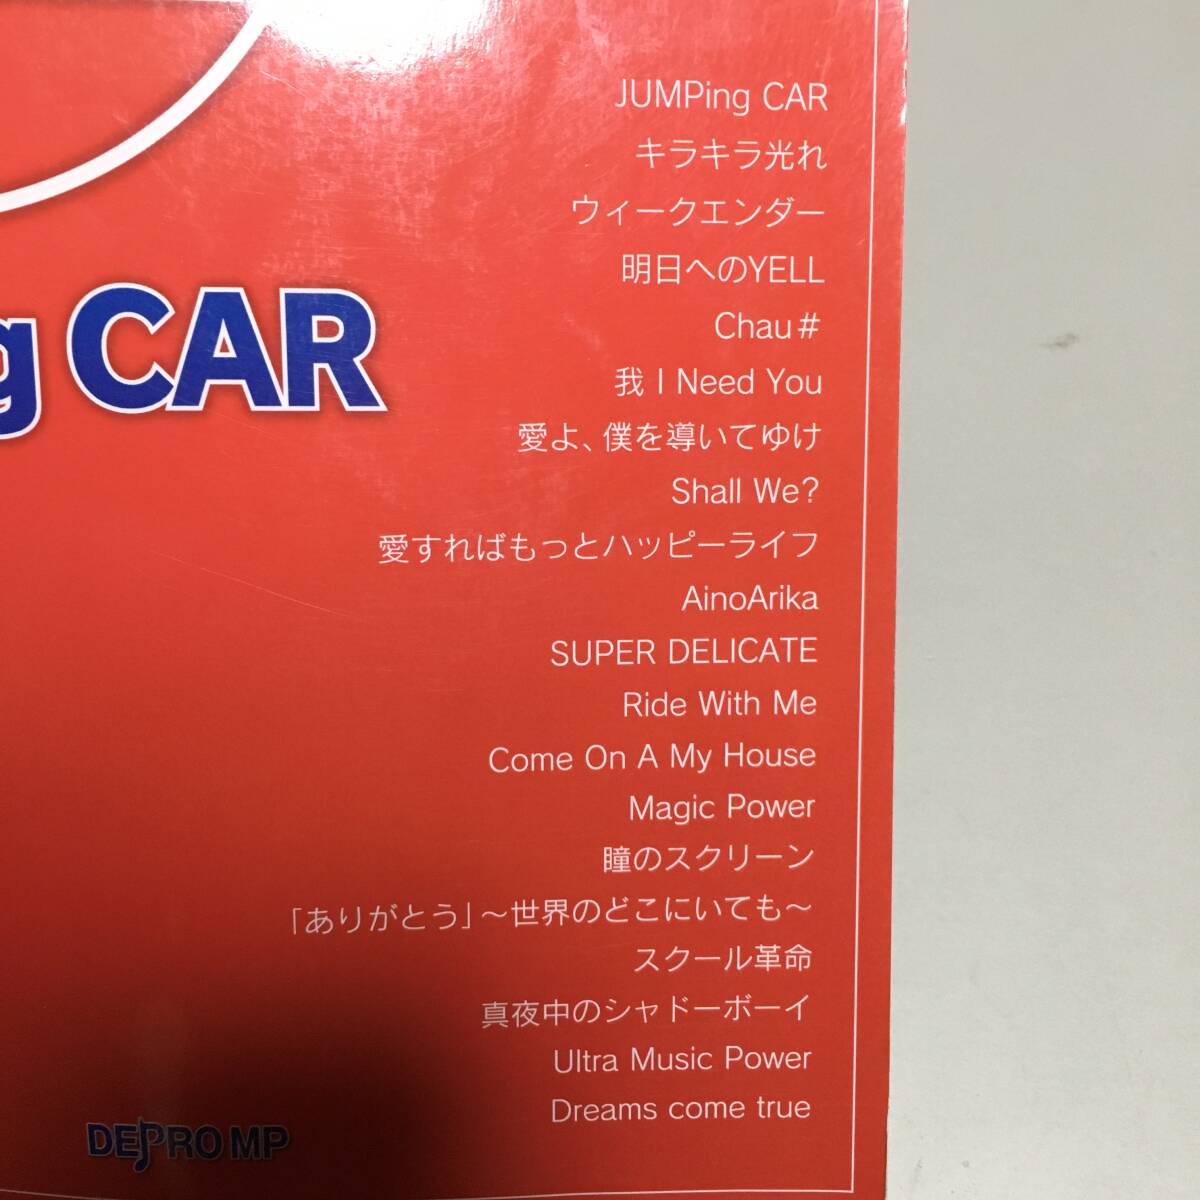 JUMPing CAR
キラキラ光れ
ウィークエンダー
明日へのYELL
Chau#
我 I Need You
愛よ、僕を導いてゆけ
Shall We?
愛すればもっとハッピーライフ
AinoArika
SUPER DELICATE
Ride With Me
Come On A My House
Magic Power
瞳のスクリーン
「ありがとう」〜世界のどこにいても〜
スクール革命
真夜中のシャドーボーイ
Ultra Music Power
Dreams come true
g CAR
DEPRO MP